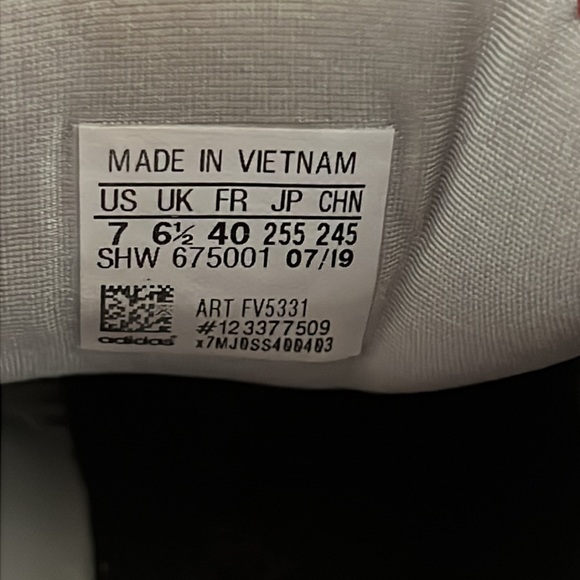 MADE IN VIETNAM
US UK FR JP CHN
7 6½ 40 255 245
SHW 675001 07/19
ART FV5331
#123377509
adidas x7MJ0SS400403